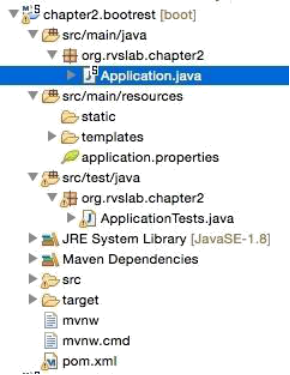 chapter2.bootrest [boot]
src/main/java
org.rvslab.chapter2
Application.java
src/main/resources
static
templates
application.properties
src/test/java
org.rvslab.chapter2
ApplicationTests.java
JRE System Library [JavaSE-1.8]
Maven Dependencies
src
target
mvnw
mvnw.cmd
pom.xml